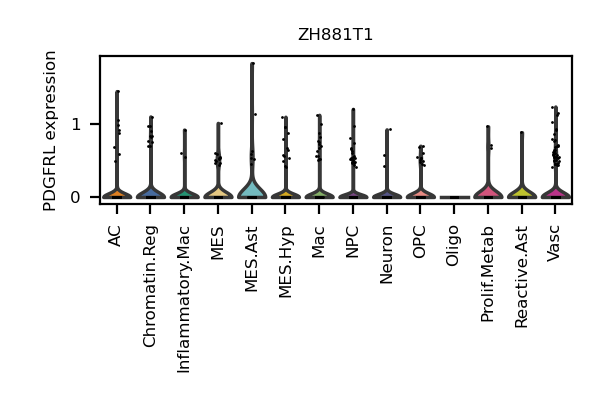 ZH881T1
PDGFRL expression
1
0
AC
Chromatin.Reg
Inflammatory.Mac
MES
MES.Ast
MES.Hyp
Mac
NPC
Neuron
OPC
Oligo
Prolif.Metab
Reactive.Ast
Vasc